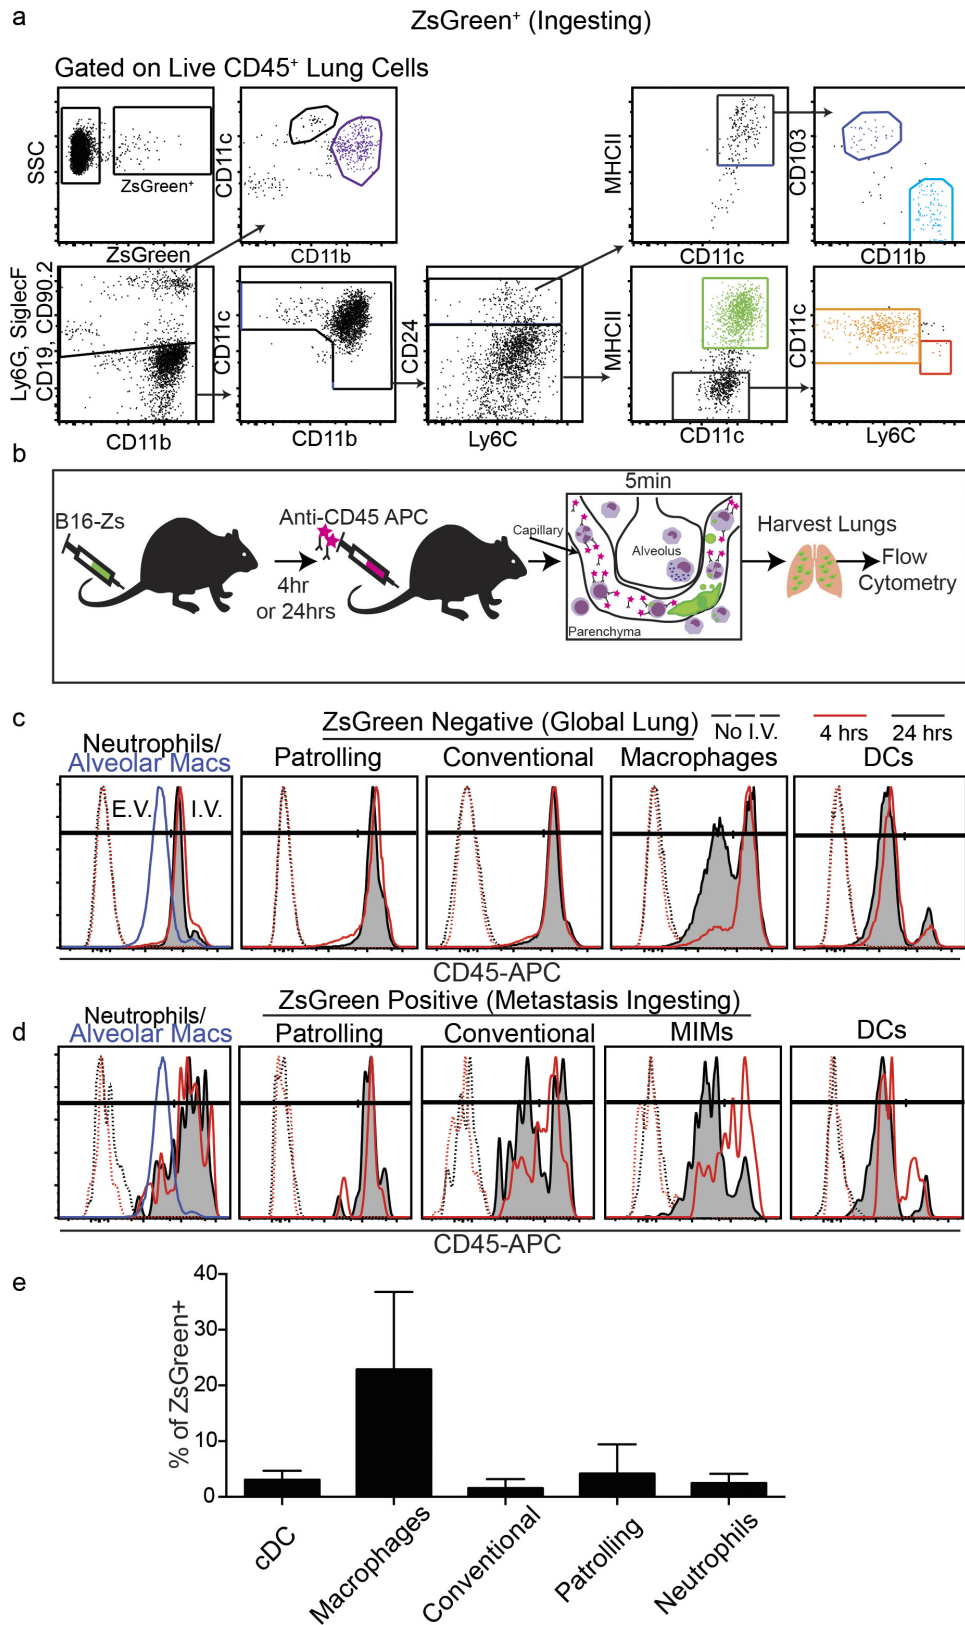 a
ZsGreen+ (Ingesting)
Gated on Live CD45+ Lung Cells
SSC
ZsGreen+
ZsGreen
CD11c
CD11b
MHCII
CD11c
CD103
CD11b
Ly6G, SiglecF
CD19, CD90.2
CD11b
CD11c
CD11b
CD24
Ly6C
MHCII
CD11c
CD11c
Ly6C
b
B16-Zs
4hr
or 24hrs
Anti-CD45 APC
5min
Capillary
Alveolus
Parenchyma
Harvest Lungs
Flow
Cytometry
c
ZsGreen Negative (Global Lung)
No I.V.
4 hrs
24 hrs
Neutrophils/
Alveolar Macs
Patrolling
Conventional
Macrophages
DCs
E.V.
I.V.
CD45-APC
d
ZsGreen Positive (Metastasis Ingesting)
Neutrophils/
Alveolar Macs
Patrolling
Conventional
MIMs
DCs
CD45-APC
e
% of ZsGreen+
40
30
20
10
0
cDC
Macrophages
Conventional
Patrolling
Neutrophils